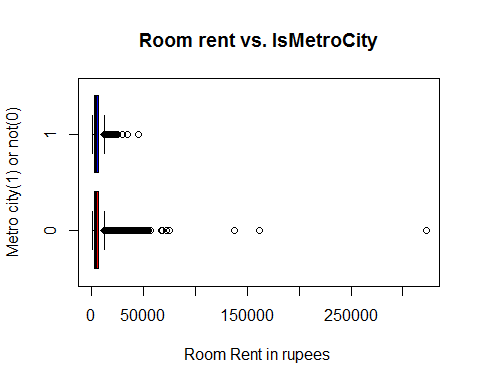 Room rent vs. IsMetroCity
Metro city(1) or not(0)
1
0
0
50000
150000
250000
Room Rent in rupees